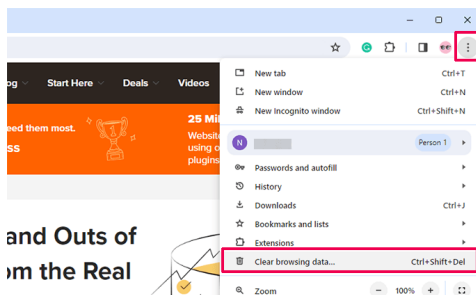 og Start Here Deals Videos
eed them most.
ss
25 Mil
Website
using o
plugins
and Outs of
om the Real
New tab Ctrl+T
New window Ctrl+N
New Incognito window Ctrl+Shift+N
N Person 1
Passwords and autofill
History
Downloads Ctrl+J
Bookmarks and lists
Extensions
Clear browsing data... Ctrl+Shift+Del
Zoom − 100% +